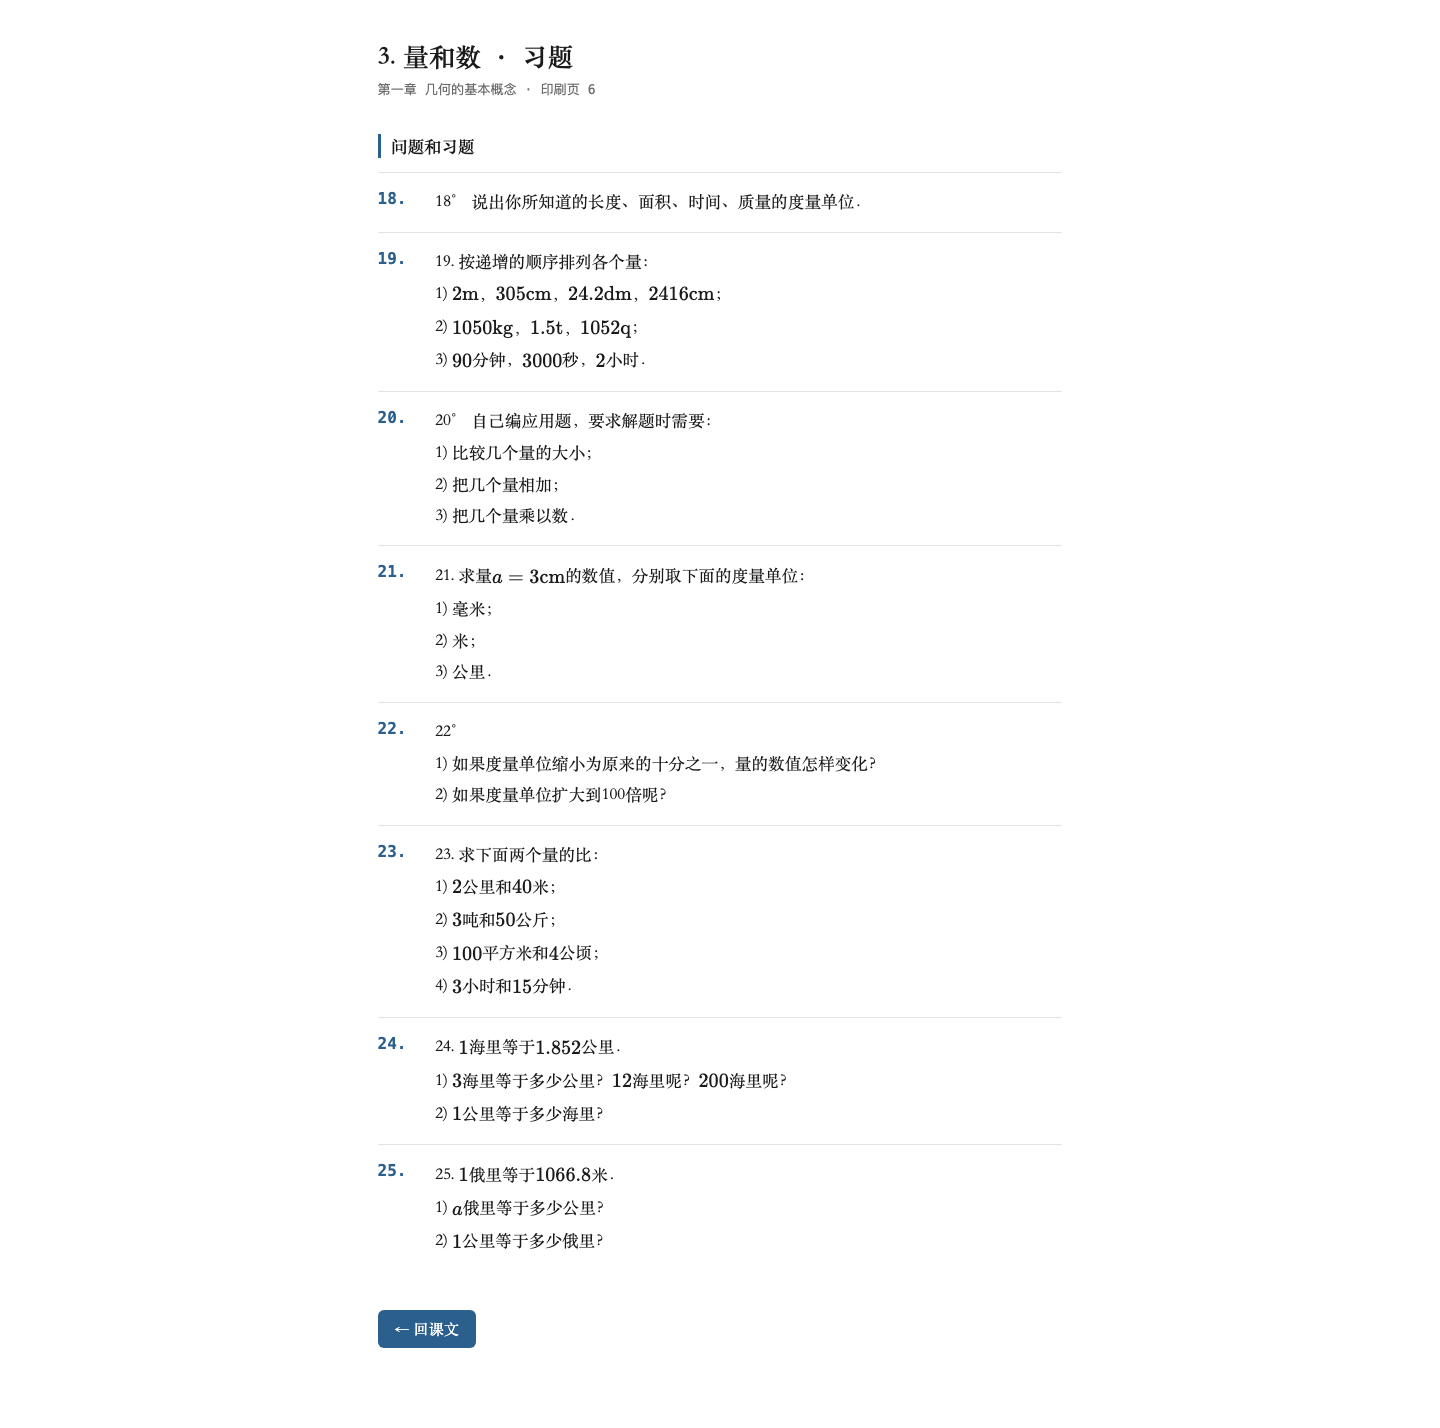 3. 量和数 · 习题
第一章 几何的基本概念 · 印刷页 6
问题和习题
18. 18° 说出你所知道的长度、面积、时间、质量的度量单位.
19. 19. 按递增的顺序排列各个量:
1) 2m, 305cm, 24.2dm, 2416cm;
2) 1050kg, 1.5t, 1052q;
3) 90分钟, 3000秒, 2小时.
20. 20° 自己编应用题, 要求解题时需要:
1) 比较几个量的大小;
2) 把几个量相加;
3) 把几个量乘以数.
21. 21. 求量a = 3cm的数值, 分别取下面的度量单位:
1) 毫米;
2) 米;
3) 公里.
22. 22°
1) 如果度量单位缩小为原来的十分之一, 量的数值怎样变化?
2) 如果度量单位扩大到100倍呢?
23. 23. 求下面两个量的比:
1) 2公里和40米;
2) 3吨和50公斤;
3) 100平方米和4公顷;
4) 3小时和15分钟.
24. 24. 1海里等于1.852公里.
1) 3海里等于多少公里? 12海里呢? 200海里呢?
2) 1公里等于多少海里?
25. 25. 1俄里等于1066.8米.
1) a俄里等于多少公里?
2) 1公里等于多少俄里?
← 回课文